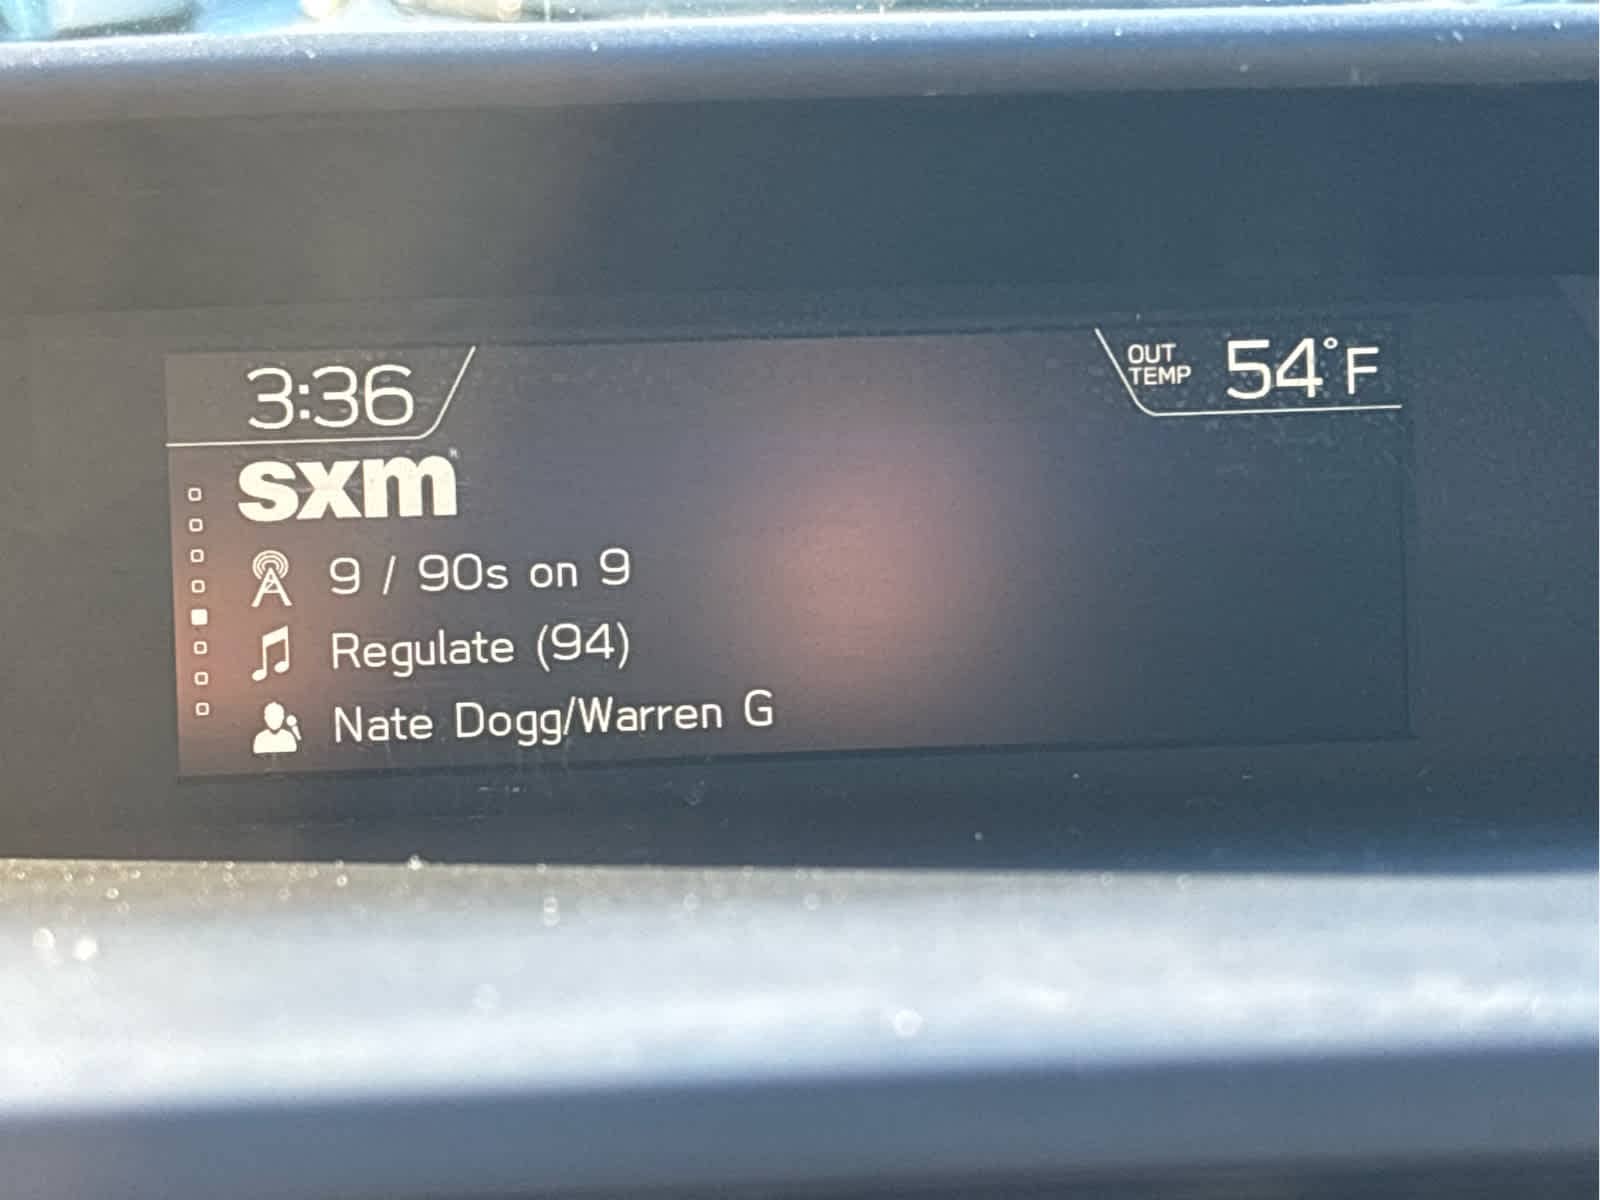 3:36
OUT
TEMP
54°F
sxm
9 / 90s on 9
Regulate (94)
Nate Dogg/Warren G